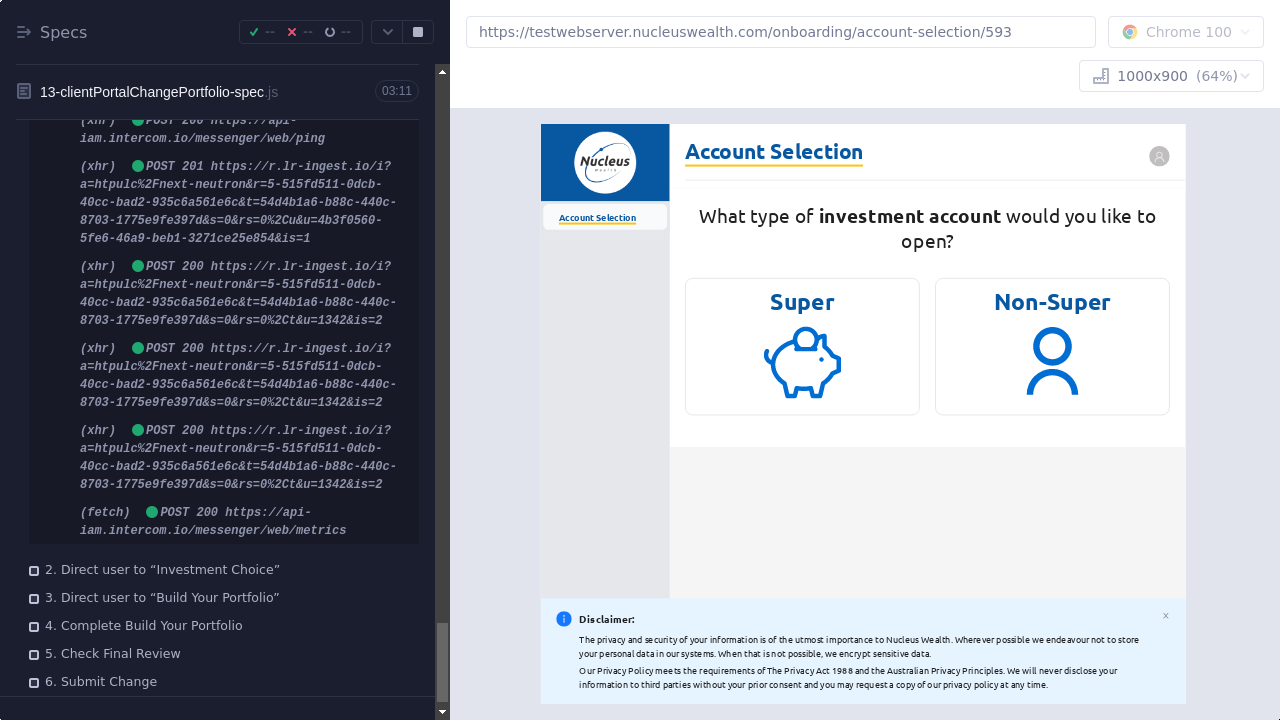 Specs
--
--
--
13-clientPortalChangePortfolio-spec.js
03:11
(xhr) POST 200 https://api-
iam.intercom.io/messenger/web/ping
(xhr) POST 201 https://r.lr-ingest.io/i?
a=htpulc%2Fnext-neutron&r=5-515fd511-0dcb-
40cc-bad2-935c6a561e6c&t=54d4b1a6-b88c-440c-
8703-1775e9fe397d&s=0&rs=0%2Cu&u=4b3f0560-
5fe6-46a9-beb1-3271ce25e854&is=1
(xhr) POST 200 https://r.lr-ingest.io/i?
a=htpulc%2Fnext-neutron&r=5-515fd511-0dcb-
40cc-bad2-935c6a561e6c&t=54d4b1a6-b88c-440c-
8703-1775e9fe397d&s=0&rs=0%2Ct&u=1342&is=2
(xhr) POST 200 https://r.lr-ingest.io/i?
a=htpulc%2Fnext-neutron&r=5-515fd511-0dcb-
40cc-bad2-935c6a561e6c&t=54d4b1a6-b88c-440c-
8703-1775e9fe397d&s=0&rs=0%2Ct&u=1342&is=2
(xhr) POST 200 https://r.lr-ingest.io/i?
a=htpulc%2Fnext-neutron&r=5-515fd511-0dcb-
40cc-bad2-935c6a561e6c&t=54d4b1a6-b88c-440c-
8703-1775e9fe397d&s=0&rs=0%2Ct&u=1342&is=2
(fetch) POST 200 https://api-
iam.intercom.io/messenger/web/metrics
2. Direct user to “Investment Choice”
3. Direct user to “Build Your Portfolio”
4. Complete Build Your Portfolio
5. Check Final Review
6. Submit Change
https://testwebserver.nucleuswealth.com/onboarding/account-selection/593
Chrome 100
1000x900 (64%)
Nucleus
Wealth
Account Selection
Account Selection
What type of investment account would you like to
open?
Super
Non-Super
Disclaimer:
The privacy and security of your information is of the utmost importance to Nucleus Wealth. Wherever possible we endeavour not to store
your personal data in our systems. When that is not possible, we encrypt sensitive data.
Our Privacy Policy meets the requirements of The Privacy Act 1988 and the Australian Privacy Principles. We will never disclose your
information to third parties without your prior consent and you may request a copy of our privacy policy at any time.